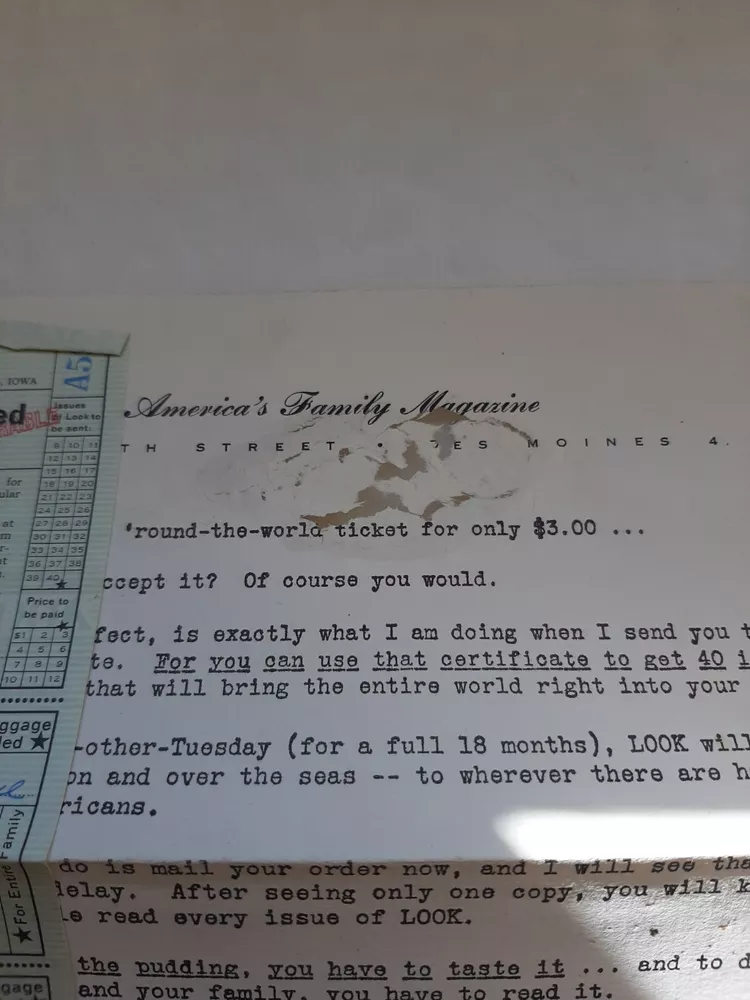 , IOWA
A5
ed
Issues
of Look to
be sent:
9 10 11
12 13 14
15 16 17
18 19 20
21 22 23
24 25 26
27 28 29
30 31 32
33 34 35
36 37 38
39 40★
for
ular
at
m
Price to
be paid
$1 2 3
4 5 6
7 8 9
10 11 12
ggage
led ★
★ For Entire Family
gage
America's Family Magazine
TH STREET • DES MOINES 4.
'round-the-world ticket for only $3.00 ...
ccept it? Of course you would.
fect, is exactly what I am doing when I send you t
te. For you can use that certificate to get 40 i
that will bring the entire world right into your
-other-Tuesday (for a full 18 months), LOOK will
on and over the seas -- to wherever there are h
ricans.
do is mail your order now, and I will see tha
delay. After seeing only one copy, you will k
le read every issue of LOOK.
the pudding, you have to taste it ... and to d
and your family, you have to read it.